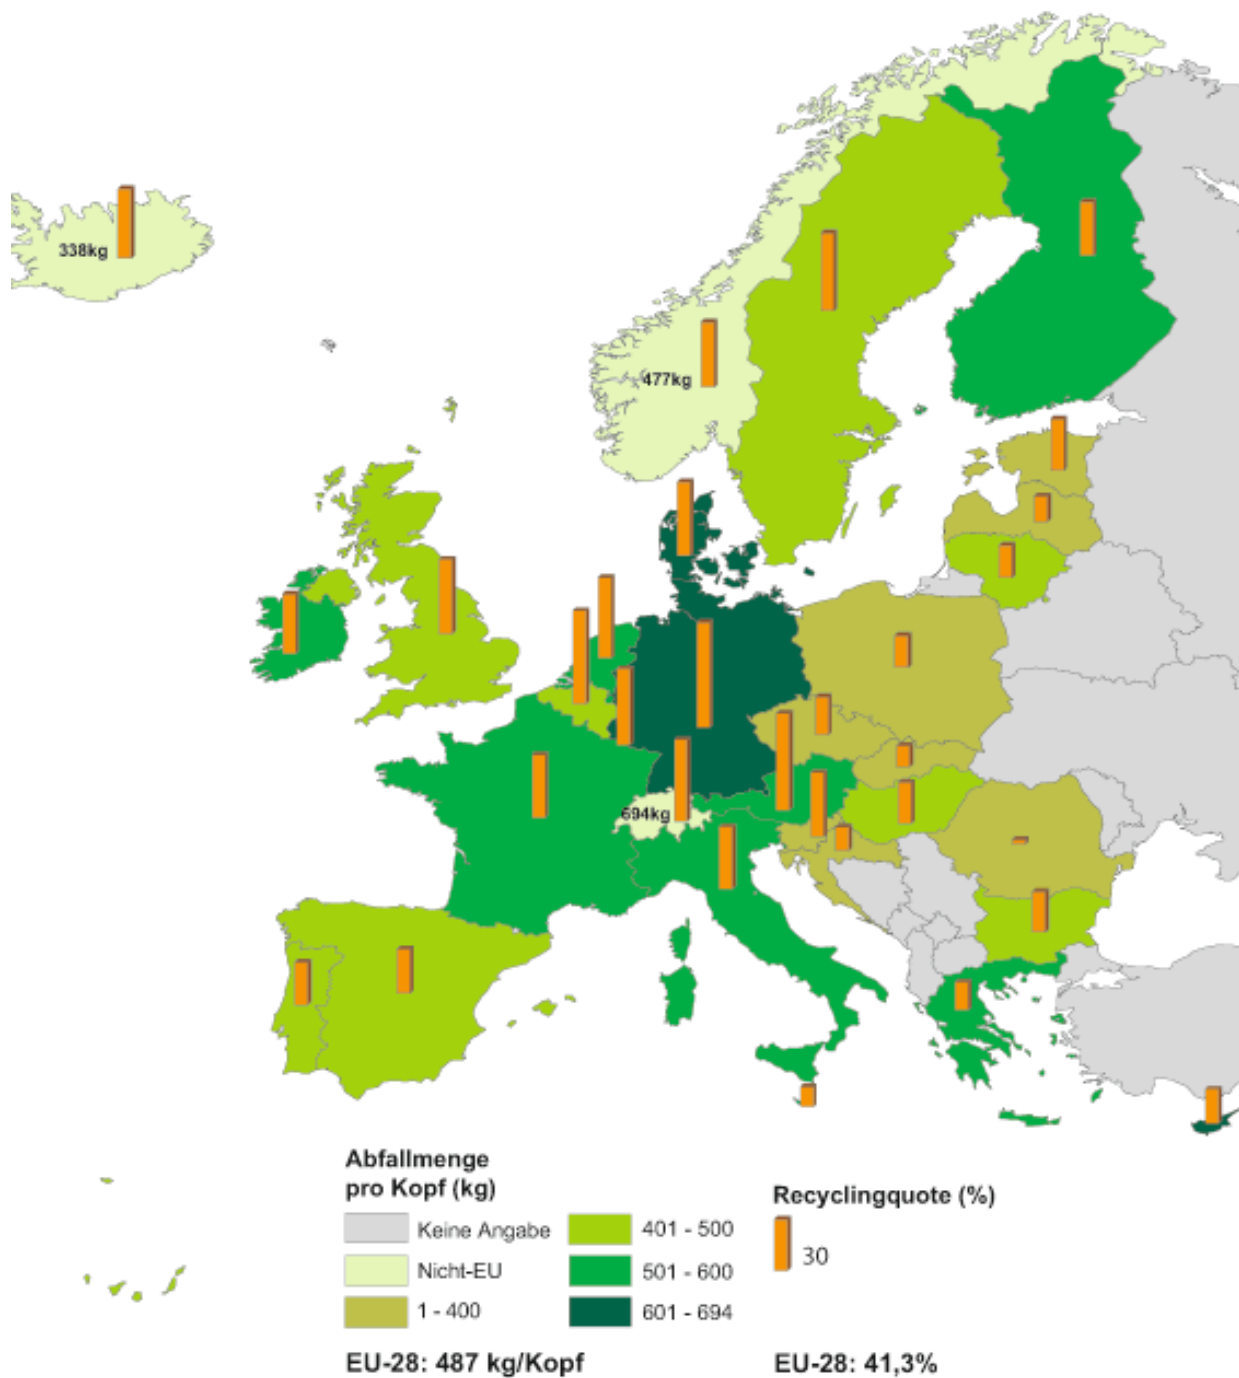 338kg
477kg
694kg
Abfallmenge
pro Kopf (kg)
Keine Angabe
Nicht-EU
1 - 400
401 - 500
501 - 600
601 - 694
EU-28: 487 kg/Kopf
Recyclingquote (%)
30
EU-28: 41,3%